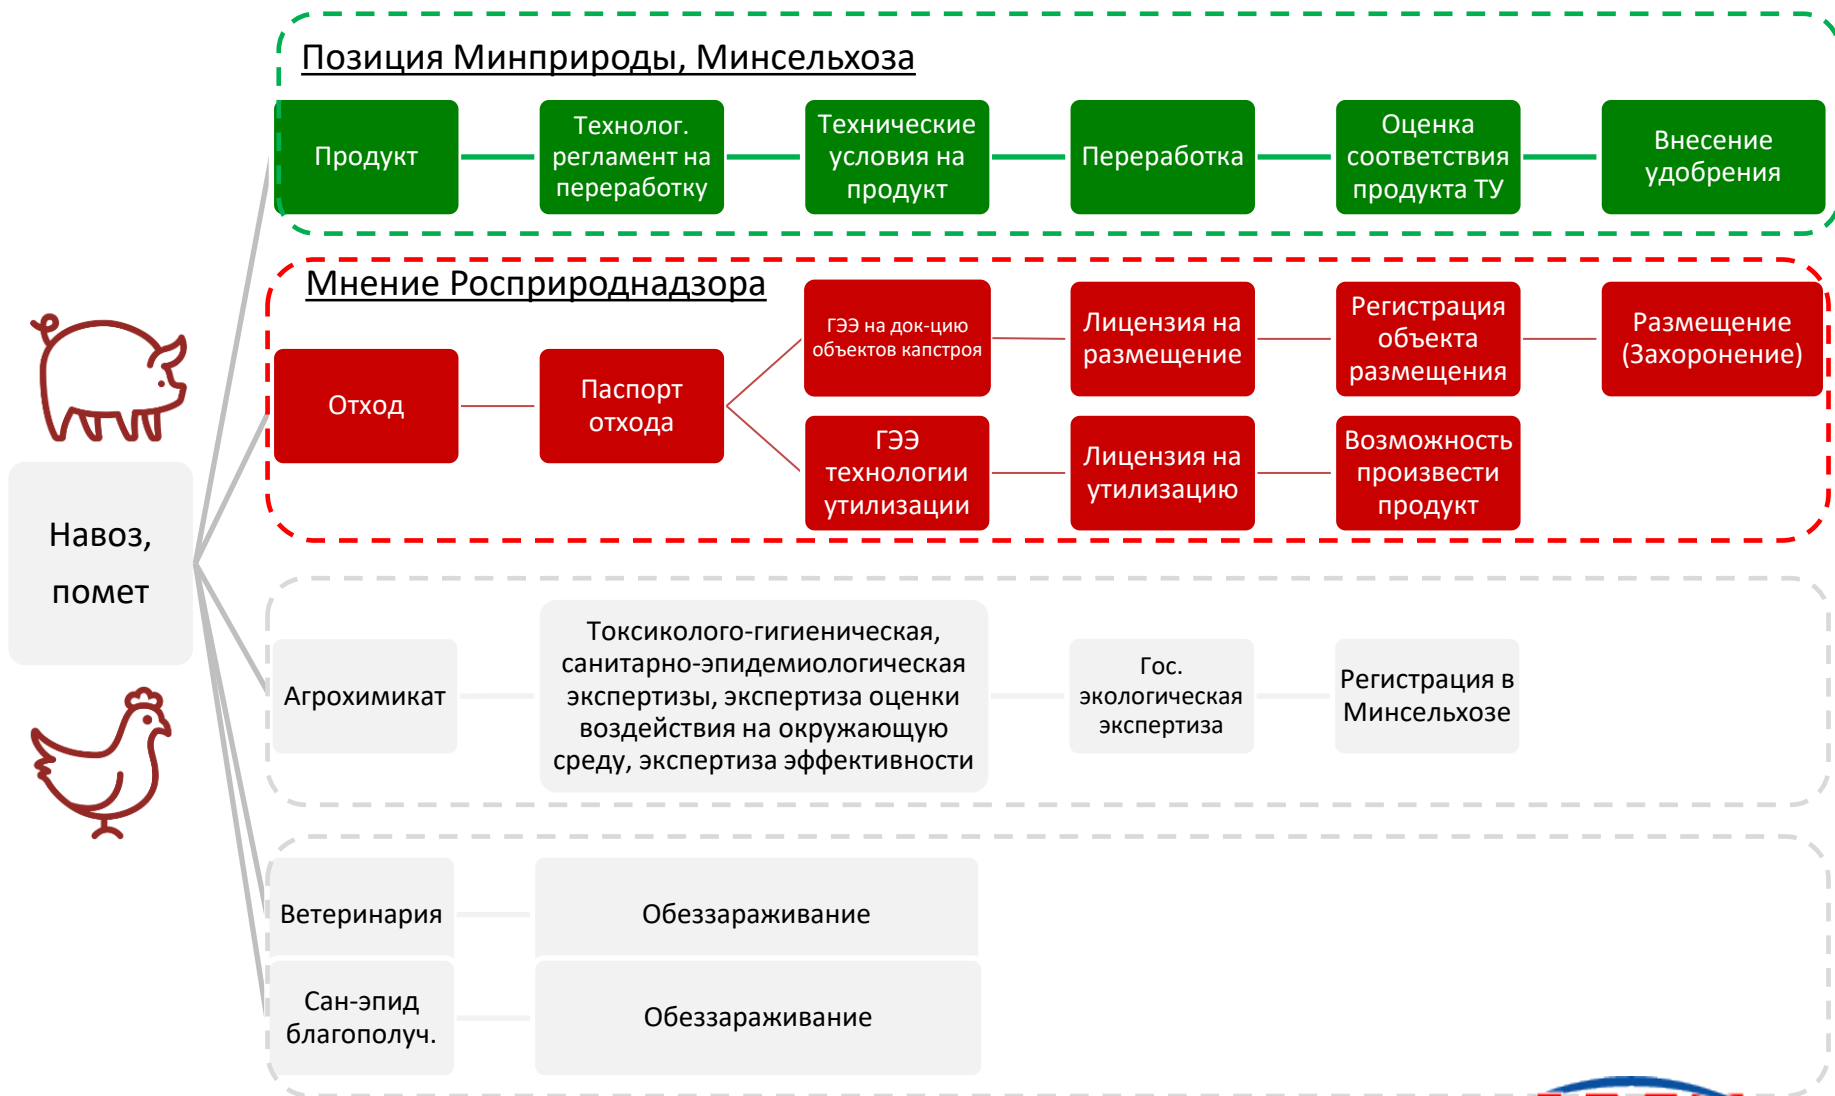 Позиция Минприроды, Минсельхоза
Продукт
Технолог.
регламент на
переработку
Технические
условия на
продукт
Переработка
Оценка
соответствия
продукта ТУ
Внесение
удобрения
Мнение Росприроднадзора
Отход
Паспорт
отхода
ГЭЭ на док-цию
объектов капстроя
Лицензия на
размещение
Регистрация
объекта
размещения
Размещение
(Захоронение)
ГЭЭ
технологии
утилизации
Лицензия на
утилизацию
Возможность
произвести
продукт
Навоз,
помет
Агрохимикат
Токсиколого-гигиеническая,
санитарно-эпидемиологическая
экспертизы, экспертиза оценки
воздействия на окружающую
среду, экспертиза эффективности
Гос.
экологическая
экспертиза
Регистрация в
Минсельхозе
Ветеринария
Обеззараживание
Сан-эпид
благополуч.
Обеззараживание